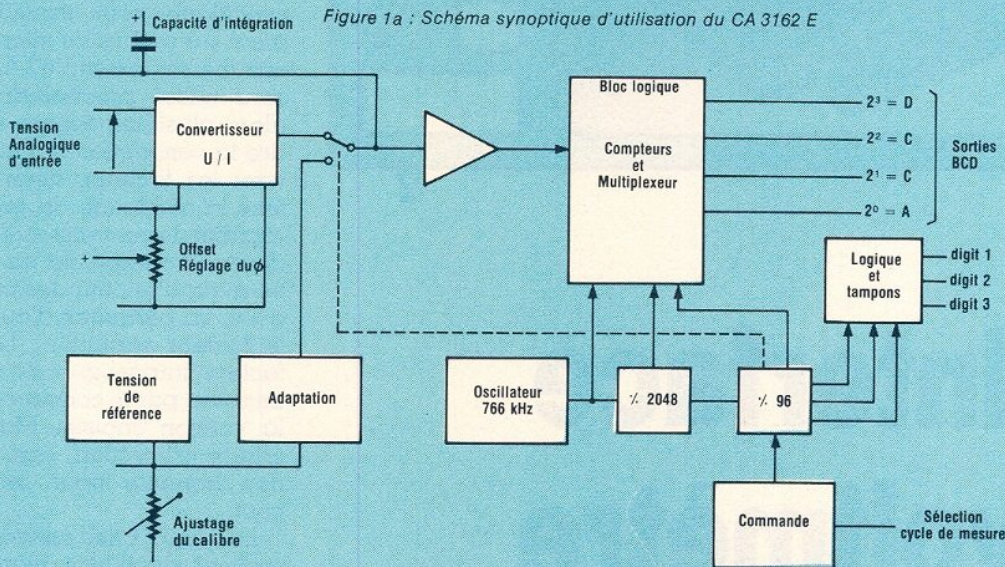 Figure 1a : Schéma synoptique d'utilisation du CA 3162 E
+
Capacité d'intégration
Tension
Analogique
d'entrée
Convertisseur
U / I
+
Offset
Réglage du ϕ
Bloc logique
Compteurs
et
Multiplexeur
2³ = D
2² = C
2¹ = C
2⁰ = A
Sorties
BCD
Logique
et
tampons
digit 1
digit 2
digit 3
Tension
de
référence
Adaptation
Oscillateur
766 kHz
٪ 2048
٪ 96
Ajustage
du calibre
Commande
Sélection
cycle de mesure